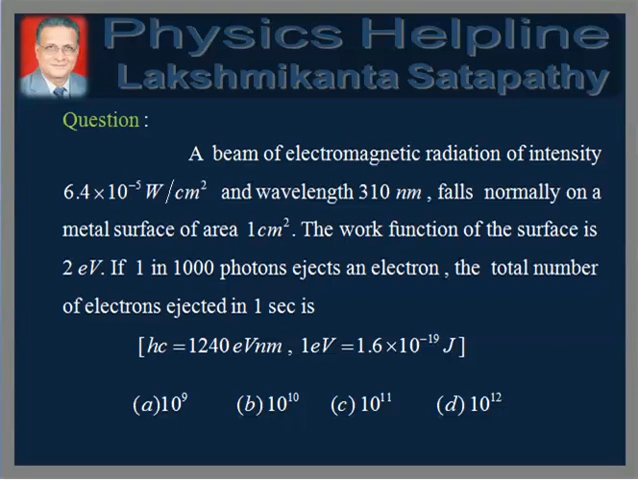 Physics Helpline
Lakshmikanta Satapathy
Question :
A beam of electromagnetic radiation of intensity
6.4×10⁻⁵ W/cm² and wavelength 310 nm , falls normally on a
metal surface of area 1cm². The work function of the surface is
2 eV. If 1 in 1000 photons ejects an electron , the total number
of electrons ejected in 1 sec is
[hc = 1240 eVnm , 1eV = 1.6×10⁻¹⁹ J]
(a)10⁹ (b)10¹⁰ (c)10¹¹ (d)10¹²